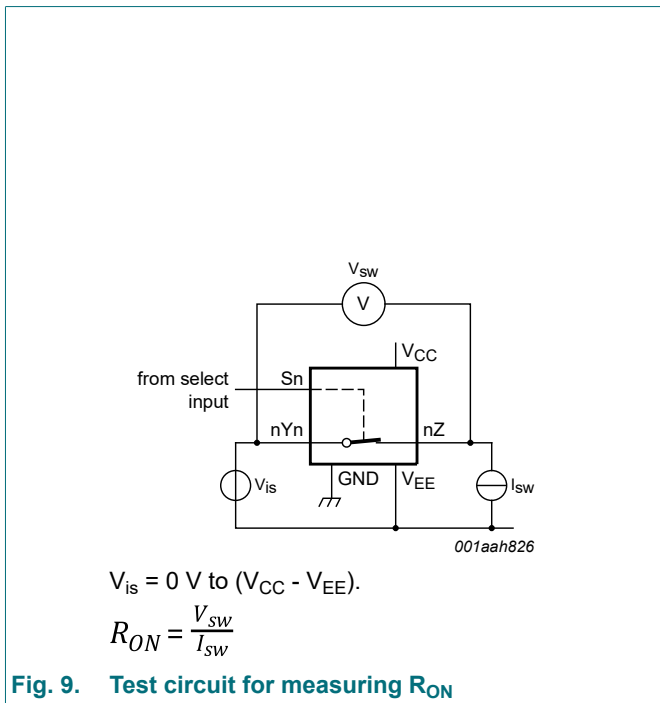 Vsw
V
VCC
from select
input
Sn
nYn
nZ
Vis
GND
VEE
Isw
001aah826
Vis = 0 V to (VCC - VEE).
RON = Vsw / Isw
Fig. 9. Test circuit for measuring RON